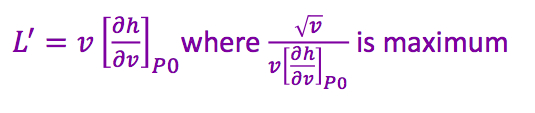 L′ = v [∂h/∂v]P0 where √v / v[∂h/∂v]P0 is maximum